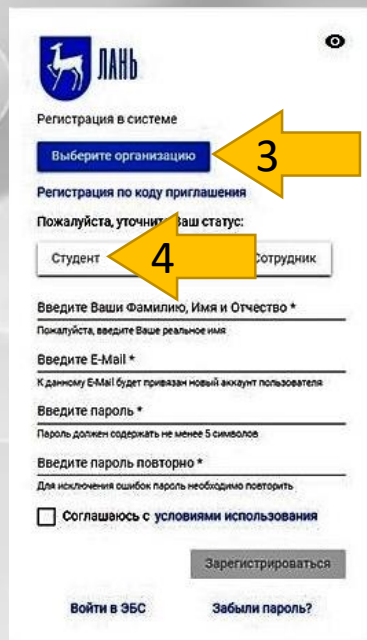 ЛАНЬ
Регистрация в системе
Выберите организацию
3
Регистрация по коду приглашения
Пожалуйста, уточните Ваш статус:
Студент
4
Сотрудник
Введите Ваши Фамилию, Имя и Отчество *
Пожалуйста, введите Ваше реальное имя
Введите E-Mail *
К данному E-Mail будет привязан новый аккаунт пользователя
Введите пароль *
Пароль должен содержать не менее 5 символов
Введите пароль повторно *
Для исключения ошибок пароль необходимо повторить
Соглашаюсь с условиями использования
Зарегистрироваться
Войти в ЭБС Забыли пароль?